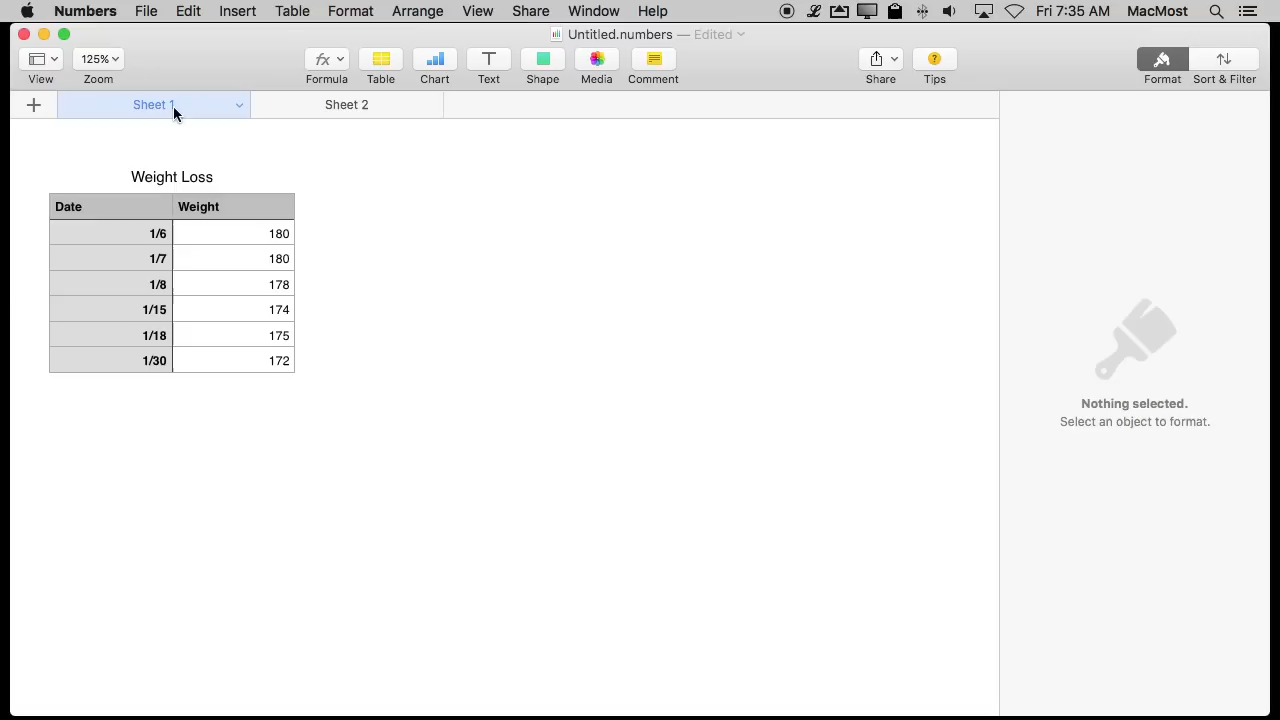 Numbers File Edit Insert Table Format Arrange View Share Window Help Fri 7:35 AM MacMost
Untitled.numbers — Edited
125%
View Zoom Formula Table Chart Text Shape Media Comment Share Tips Format Sort & Filter
Sheet 1 Sheet 2
Weight Loss
Date Weight
1/6 180
1/7 180
1/8 178
1/15 174
1/18 175
1/30 172
Nothing selected.
Select an object to format.